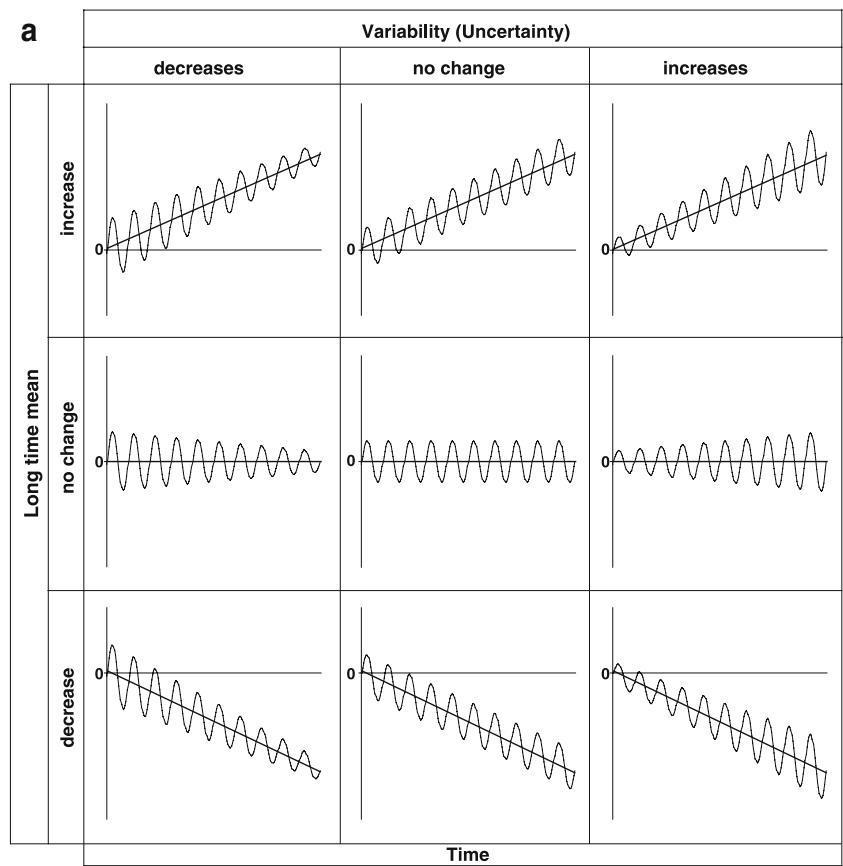 a
Variability (Uncertainty)
decreases
no change
increases
Long time mean
increase
0
0
0
no change
0
0
0
decrease
0
0
0
Time